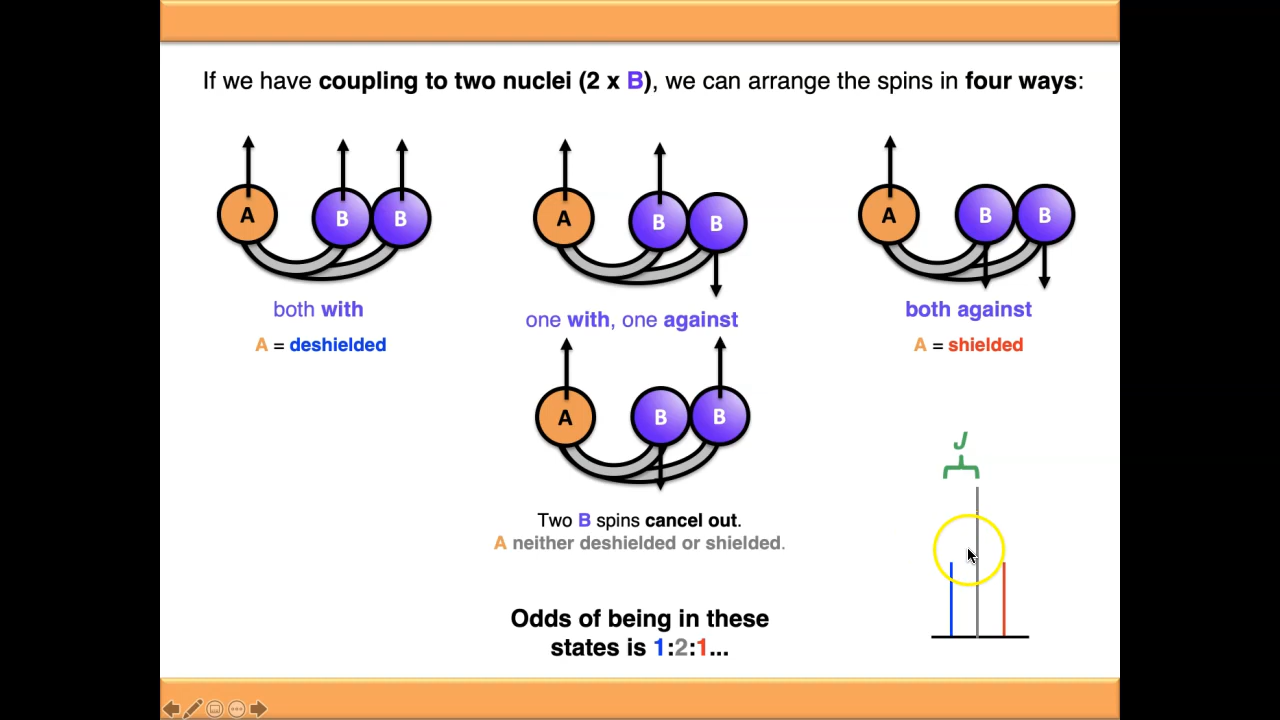 If we have coupling to two nuclei (2 x B), we can arrange the spins in four ways:
A B B
A B B
A B B
both with
one with, one against
both against
A = deshielded
A = shielded
A B B
J
Two B spins cancel out.
A neither deshielded or shielded.
Odds of being in these
states is 1:2:1...